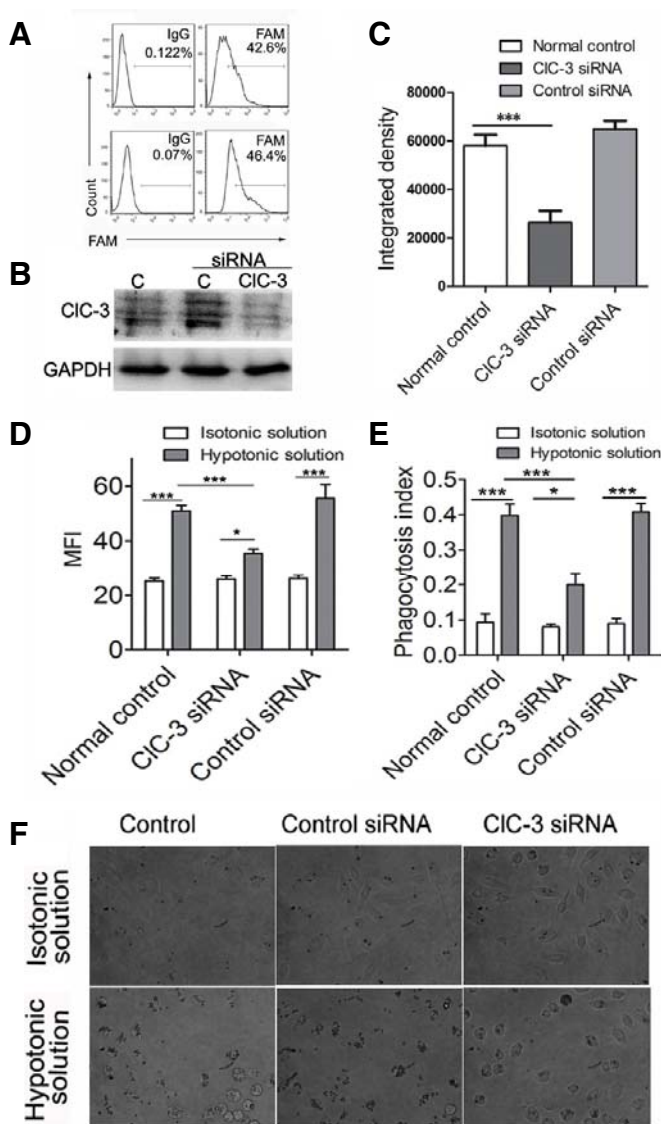 A
IgG
0.122%
FAM
42.6%
IgG
0.07%
FAM
46.4%
Count
FAM
B
siRNA
C C ClC-3
ClC-3
GAPDH
C
Normal control
ClC-3 siRNA
Control siRNA
Integrated density
80000
60000
40000
20000
0
***
Normal control
ClC-3 siRNA
Control siRNA
D
Isotonic solution
Hypotonic solution
MFI
60
40
20
0
***
***
*
***
Normal control
ClC-3 siRNA
Control siRNA
E
Isotonic solution
Hypotonic solution
Phagocytosis index
0.5
0.4
0.3
0.2
0.1
0.0
***
***
*
***
Normal control
ClC-3 siRNA
Control siRNA
F
Control Control siRNA ClC-3 siRNA
Isotonic
solution
Hypotonic
solution